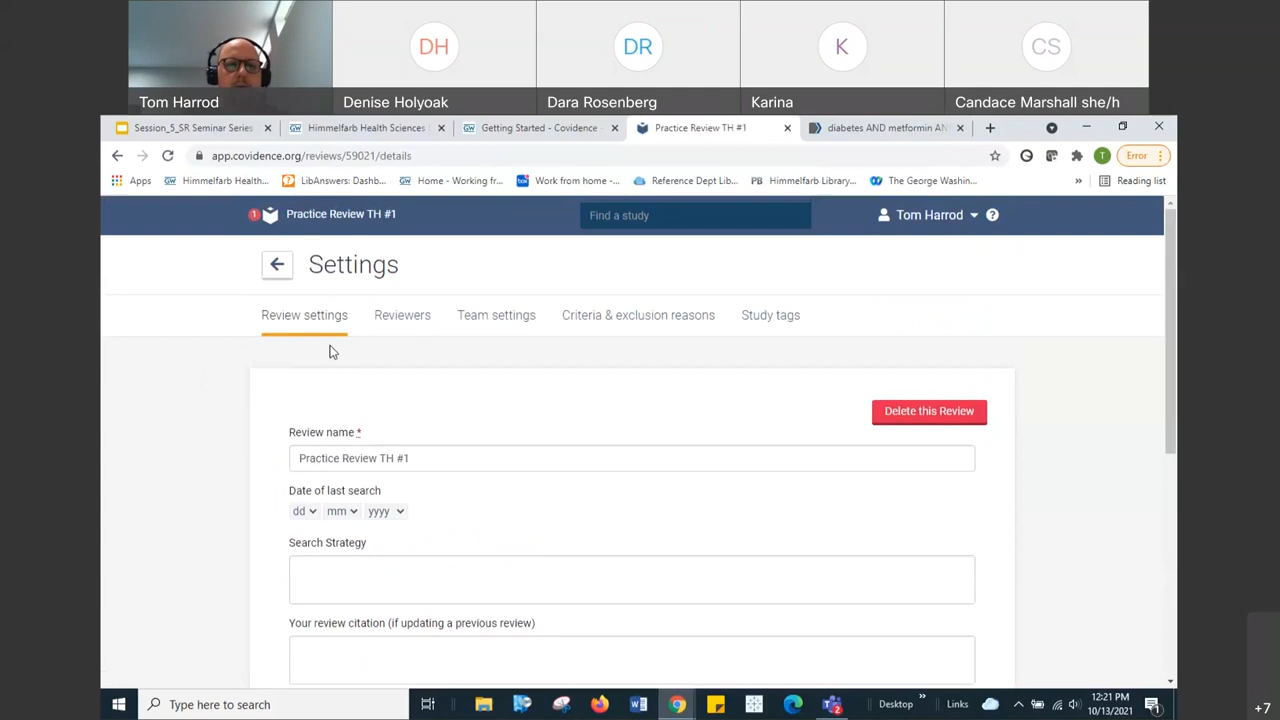 DH
DR
K
CS
Tom Harrod
Denise Holyoak
Dara Rosenberg
Karina
Candace Marshall she/h
Session_5_SR Seminar Series
Himmelfarb Health Sciences
Getting Started - Covidence
Practice Review TH #1
diabetes AND metformin AN
app.covidence.org/reviews/59021/details
T
Error
Apps
Himmelfarb Health...
LibAnswers: Dashb...
Home - Working fr...
Work from home -...
Reference Dept Lib...
PB
Himmelfarb Library...
The George Washin...
»
Reading list
1
Practice Review TH #1
Find a study
Tom Harrod
?
Settings
Review settings
Reviewers
Team settings
Criteria & exclusion reasons
Study tags
Delete this Review
Review name *
Practice Review TH #1
Date of last search
dd mm yyyy
Search Strategy
Your review citation (if updating a previous review)
Type here to search
Desktop
»
Links
12:21 PM
10/13/2021
+7